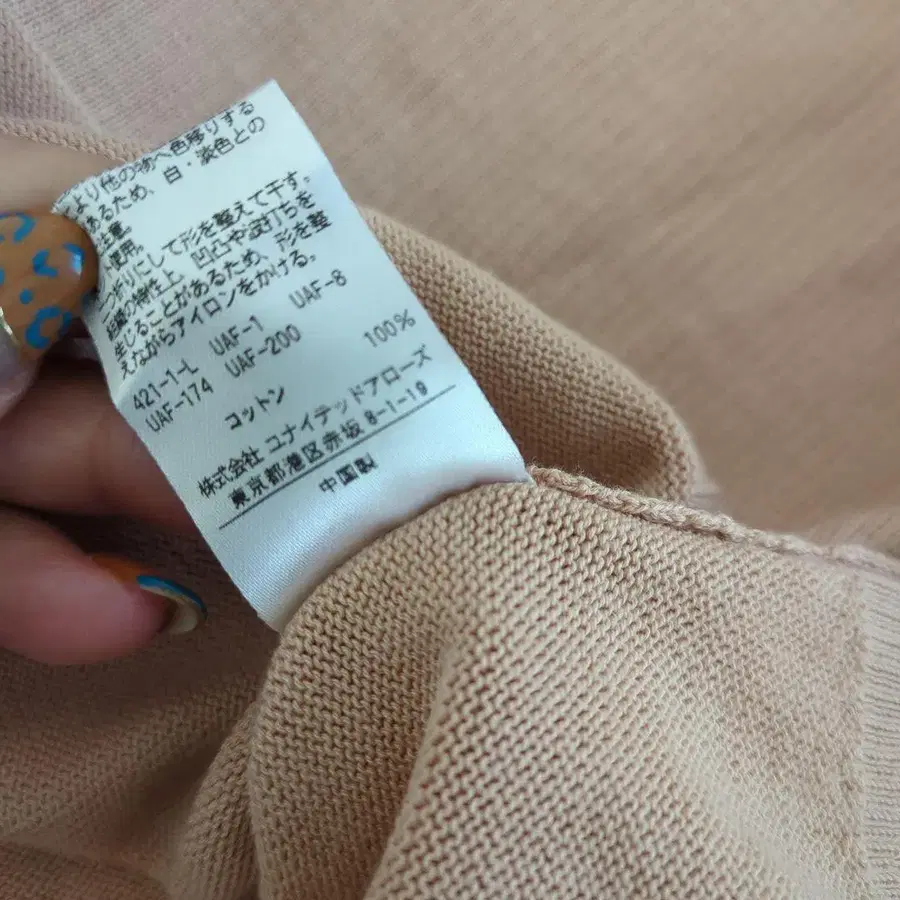 より他の物へ色移りする
あるため、白・淡色との
注意。
使用。
にして形を整えて干す。
組織の特性上、凹凸や波打ちを
生じることがあるため、形を整
えながらアイロンをかける。
421-1-L UAF-1 UAF-8
UAF-174 UAF-200
コットン 100%
株式会社 ユナイテッドアローズ
東京都港区赤坂8-1-19
中国製